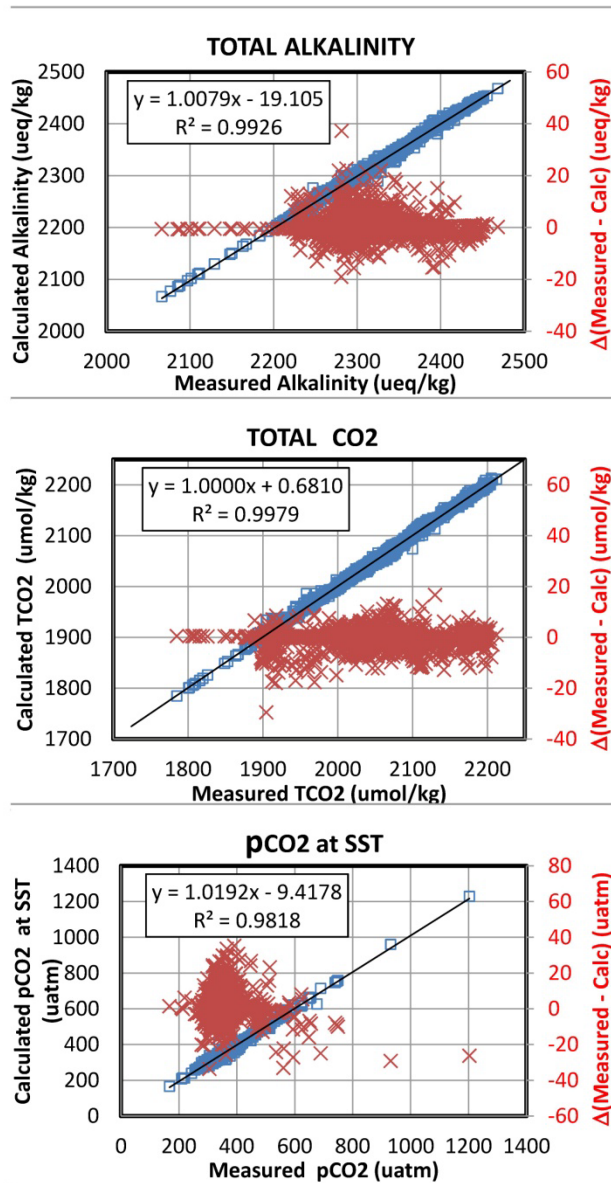 TOTAL ALKALINITY
y = 1.0079x - 19.105
R² = 0.9926
Calculated Alkalinity (ueq/kg)
2500
2400
2300
2200
2100
2000
60
40
20
0
-20
-40
Δ(Measured - Calc) (ueq/kg)
2000 2100 2200 2300 2400 2500
Measured Alkalinity (ueq/kg)
TOTAL CO2
y = 1.0000x + 0.6810
R² = 0.9979
Calculated TCO2 (umol/kg)
2200
2100
2000
1900
1800
1700
60
40
20
0
-20
-40
Δ(Measured - Calc) (umol/kg)
1700 1800 1900 2000 2100 2200
Measured TCO2 (umol/kg)
pCO2 at SST
y = 1.0192x - 9.4178
R² = 0.9818
Calculated pCO2 at SST
(uatm)
1400
1200
1000
800
600
400
200
0
80
60
40
20
0
-20
-40
-60
Δ(Measured - Calc) (uatm)
0 200 400 600 800 1000 1200 1400
Measured pCO2 (uatm)